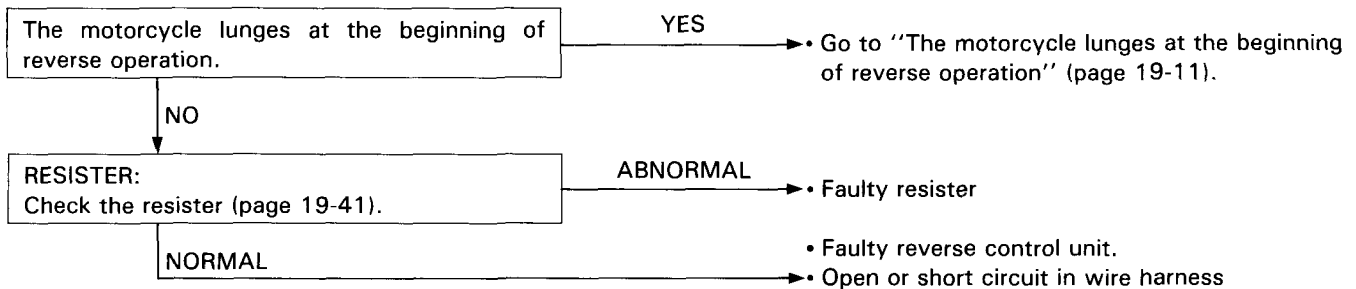 The motorcycle lunges at the beginning of
reverse operation.
YES
• Go to "The motorcycle lunges at the beginning
of reverse operation" (page 19-11).
NO
RESISTER:
Check the resister (page 19-41).
ABNORMAL
• Faulty resister
NORMAL
• Faulty reverse control unit.
• Open or short circuit in wire harness